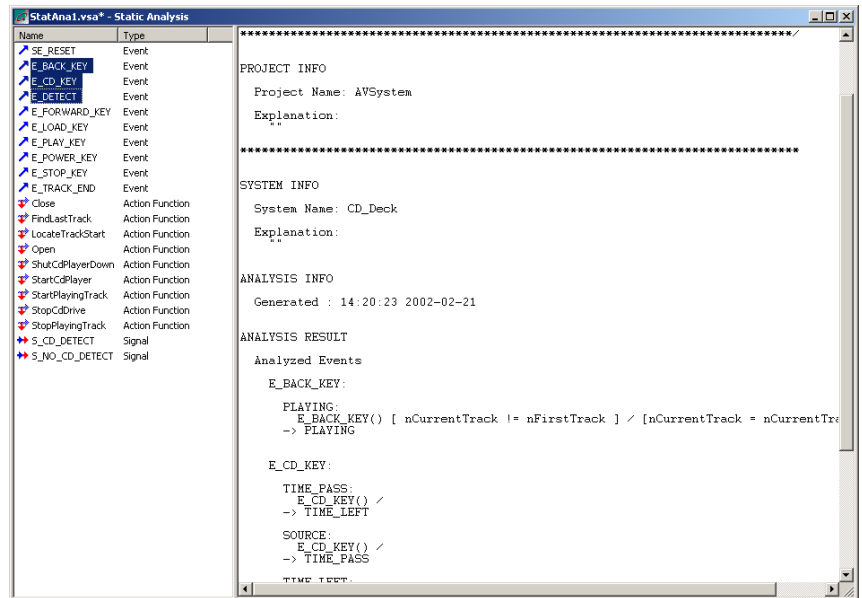 StatAna1.vsa* - Static Analysis
Name Type
SE_RESET Event
E_BACK_KEY Event
E_CD_KEY Event
E_DETECT Event
E_FORWARD_KEY Event
E_LOAD_KEY Event
E_PLAY_KEY Event
E_POWER_KEY Event
E_STOP_KEY Event
E_TRACK_END Event
Close Action Function
FindLastTrack Action Function
LocateTrackStart Action Function
Open Action Function
ShutCdPlayerDown Action Function
StartCdPlayer Action Function
StartPlayingTrack Action Function
StopCdDrive Action Function
StopPlayingTrack Action Function
S_CD_DETECT Signal
S_NO_CD_DETECT Signal
******************************************************************************/
PROJECT INFO
Project Name: AVSystem
Explanation:
""
*******************************************************************************
SYSTEM INFO
System Name: CD_Deck
Explanation:
""
ANALYSIS INFO
Generated : 14:20:23 2002-02-21
ANALYSIS RESULT
Analyzed Events
E_BACK_KEY:
PLAYING:
E_BACK_KEY() [ nCurrentTrack != nFirstTrack ] / [nCurrentTrack = nCurrentTra
-> PLAYING
E_CD_KEY:
TIME_PASS:
E_CD_KEY() /
-> TIME_LEFT
SOURCE:
E_CD_KEY() /
-> TIME_PASS
TIME_LEFT: